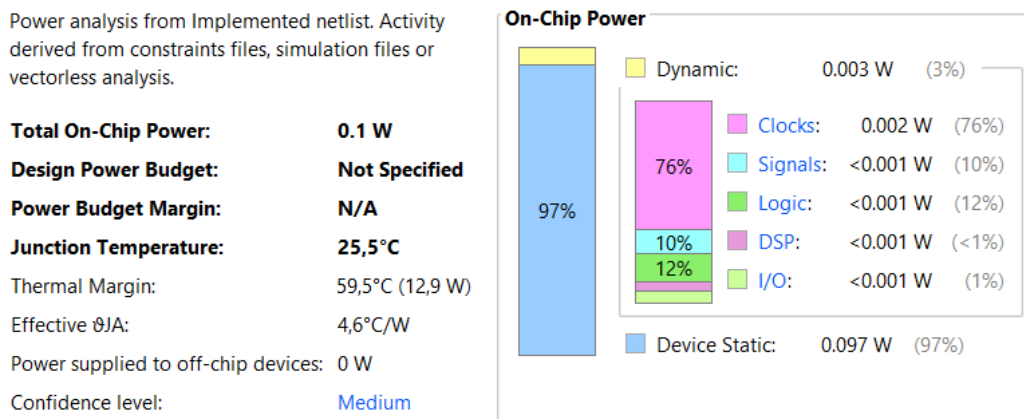 Power analysis from Implemented netlist. Activity
derived from constraints files, simulation files or
vectorless analysis.
Total On-Chip Power: 0.1 W
Design Power Budget: Not Specified
Power Budget Margin: N/A
Junction Temperature: 25,5°C
Thermal Margin: 59,5°C (12,9 W)
Effective ϑJA: 4,6°C/W
Power supplied to off-chip devices: 0 W
Confidence level: Medium
On-Chip Power
97%
Dynamic: 0.003 W (3%)
76%
10%
12%
Clocks: 0.002 W (76%)
Signals: <0.001 W (10%)
Logic: <0.001 W (12%)
DSP: <0.001 W (<1%)
I/O: <0.001 W (1%)
Device Static: 0.097 W (97%)